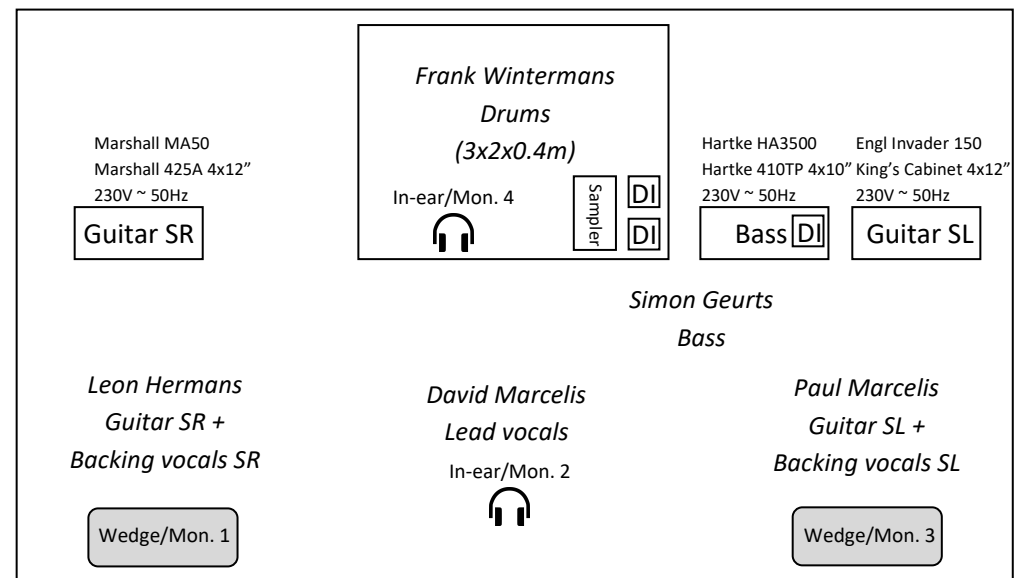 Frank Wintermans
Drums
(3x2x0.4m)
In-ear/Mon. 4
Sampler
DI
DI
Marshall MA50
Marshall 425A 4x12”
230V ~ 50Hz
Guitar SR
Hartke HA3500
Hartke 410TP 4x10”
230V ~ 50Hz
Bass DI
Engl Invader 150
King's Cabinet 4x12”
230V ~ 50Hz
Guitar SL
Simon Geurts
Bass
Leon Hermans
Guitar SR +
Backing vocals SR
Wedge/Mon. 1
David Marcelis
Lead vocals
In-ear/Mon. 2
Paul Marcelis
Guitar SL +
Backing vocals SL
Wedge/Mon. 3